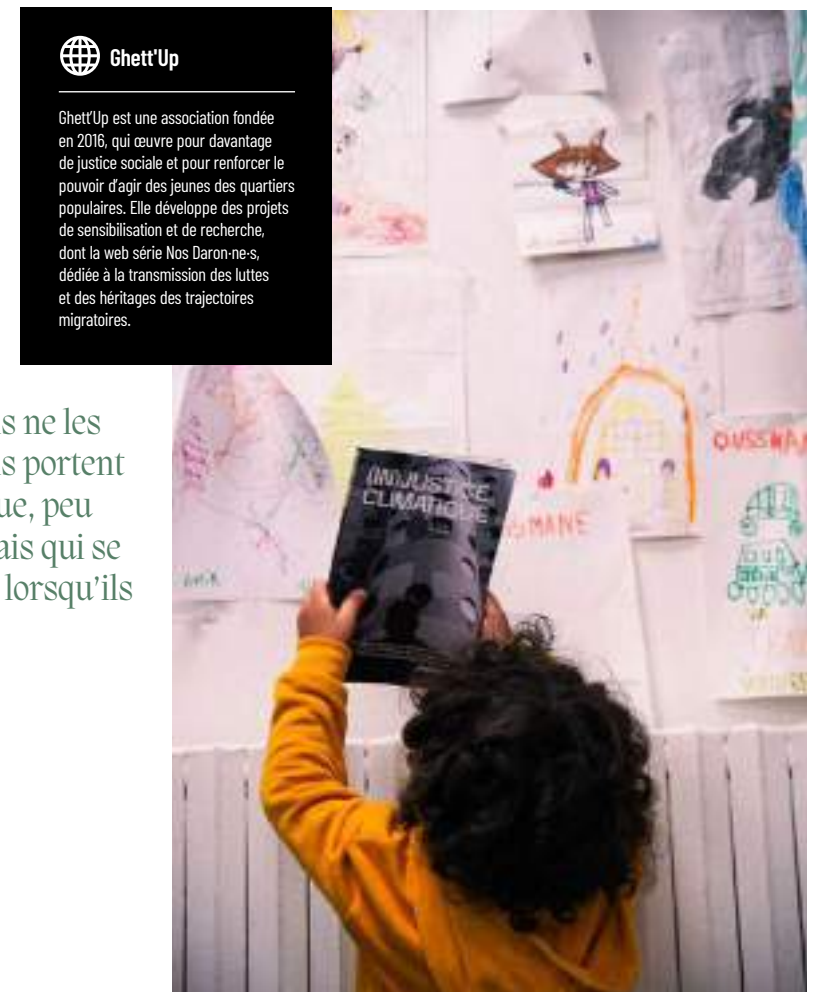 Ghett'Up
Ghett'Up est une association fondée
en 2016, qui œuvre pour davantage
de justice sociale et pour renforcer le
pouvoir d'agir des jeunes des quartiers
populaires. Elle développe des projets
de sensibilisation et de recherche,
dont la web série Nos Daron·ne·s,
dédiée à la transmission des luttes
et des héritages des trajectoires
migratoires.
s ne les
s portent
ue, peu
ais qui se
lorsqu'ils
(IN)JUSTICE
CLIMATIQUE